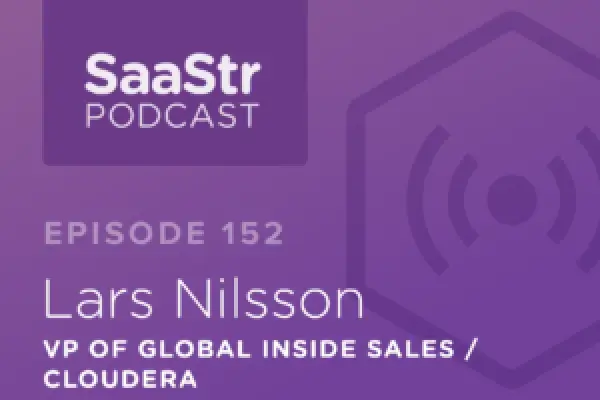 SaaStr
PODCAST
EPISODE 152
Lars Nilsson
VP OF GLOBAL INSIDE SALES /
CLOUDERA